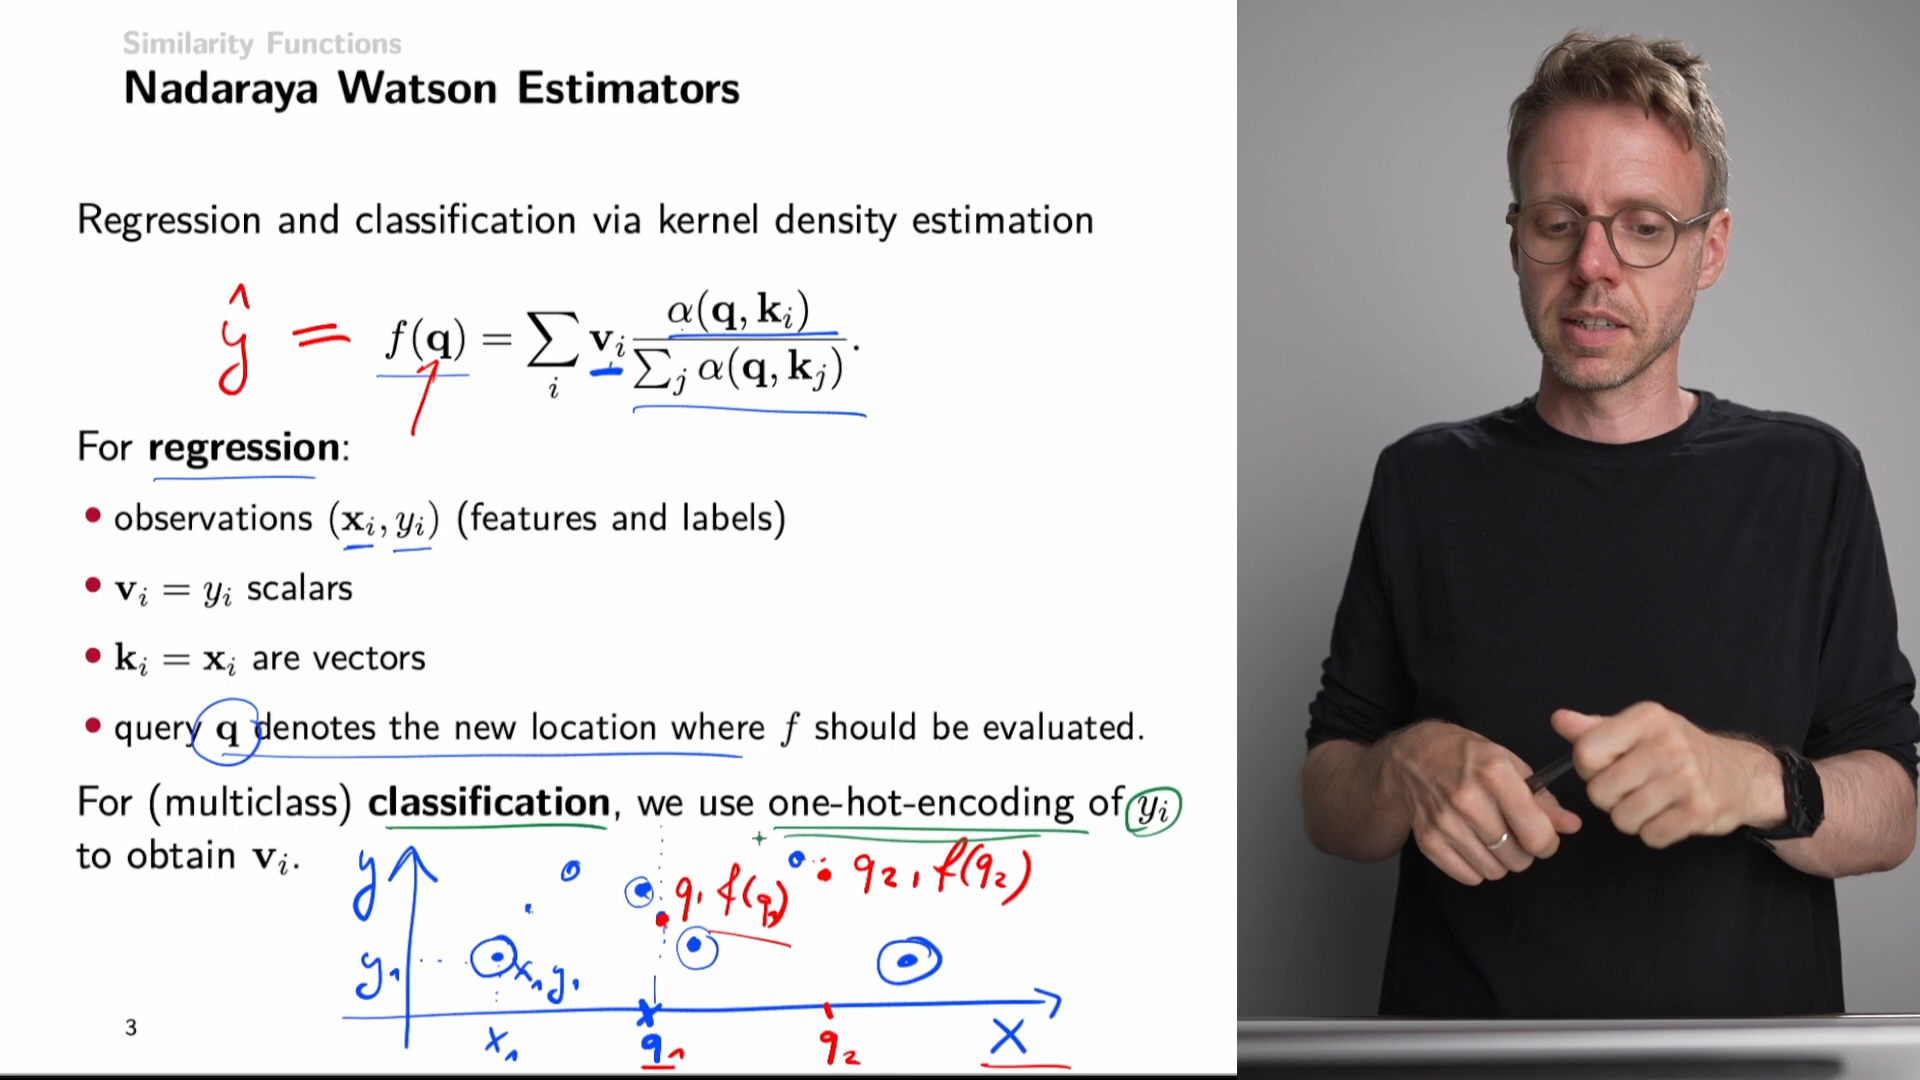 Similarity Functions
Nadaraya Watson Estimators
Regression and classification via kernel density estimation
ŷ = f(q) = ∑_i v_i α(q, k_i) / ∑_j α(q, k_j).
For regression:
• observations (x_i, y_i) (features and labels)
• v_i = y_i scalars
• k_i = x_i are vectors
• query q denotes the new location where f should be evaluated.
For (multiclass) classification, we use one-hot-encoding of y_i
to obtain v_i.
y
q₁ f(q₁)
q₂, f(q₂)
y₁
x₁ y₁
3
x₁
q₁
q₂
X